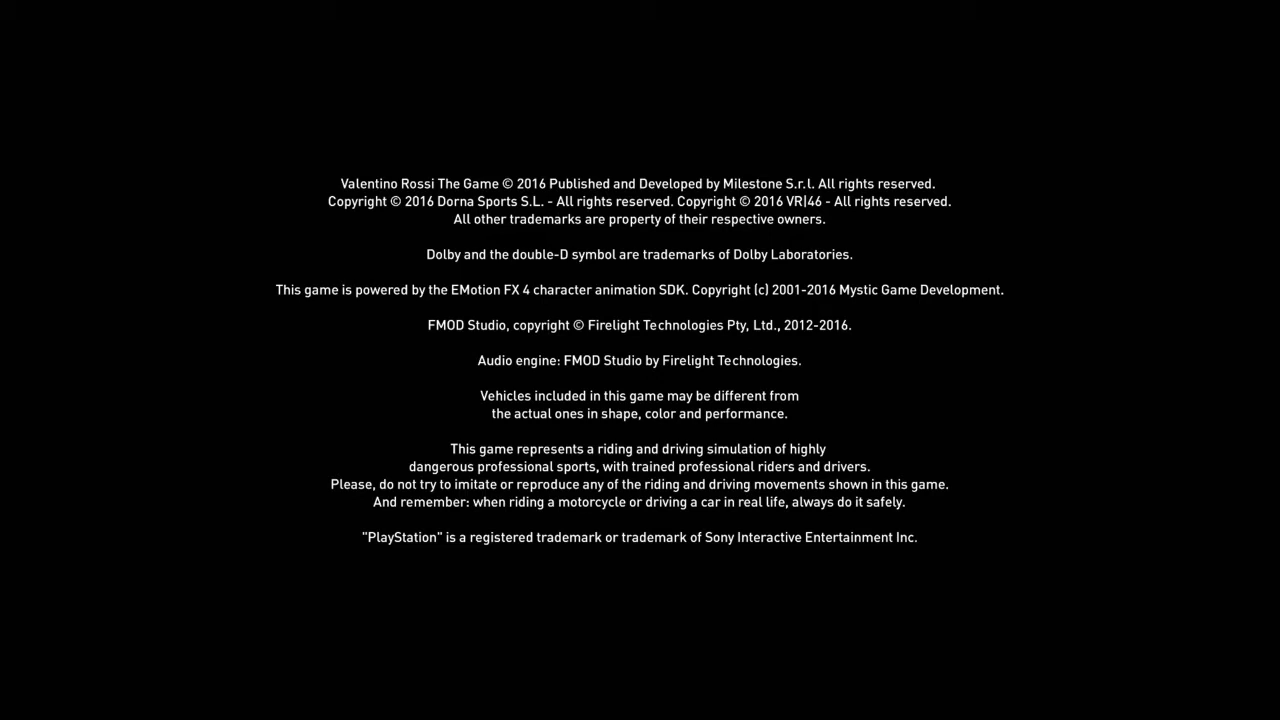 Valentino Rossi The Game © 2016 Published and Developed by Milestone S.r.l. All rights reserved.
Copyright © 2016 Dorna Sports S.L. - All rights reserved. Copyright © 2016 VR|46 - All rights reserved.
All other trademarks are property of their respective owners.
Dolby and the double-D symbol are trademarks of Dolby Laboratories.
This game is powered by the EMotion FX 4 character animation SDK. Copyright (c) 2001-2016 Mystic Game Development.
FMOD Studio, copyright © Firelight Technologies Pty, Ltd., 2012-2016.
Audio engine: FMOD Studio by Firelight Technologies.
Vehicles included in this game may be different from
the actual ones in shape, color and performance.
This game represents a riding and driving simulation of highly
dangerous professional sports, with trained professional riders and drivers.
Please, do not try to imitate or reproduce any of the riding and driving movements shown in this game.
And remember: when riding a motorcycle or driving a car in real life, always do it safely.
"PlayStation" is a registered trademark or trademark of Sony Interactive Entertainment Inc.